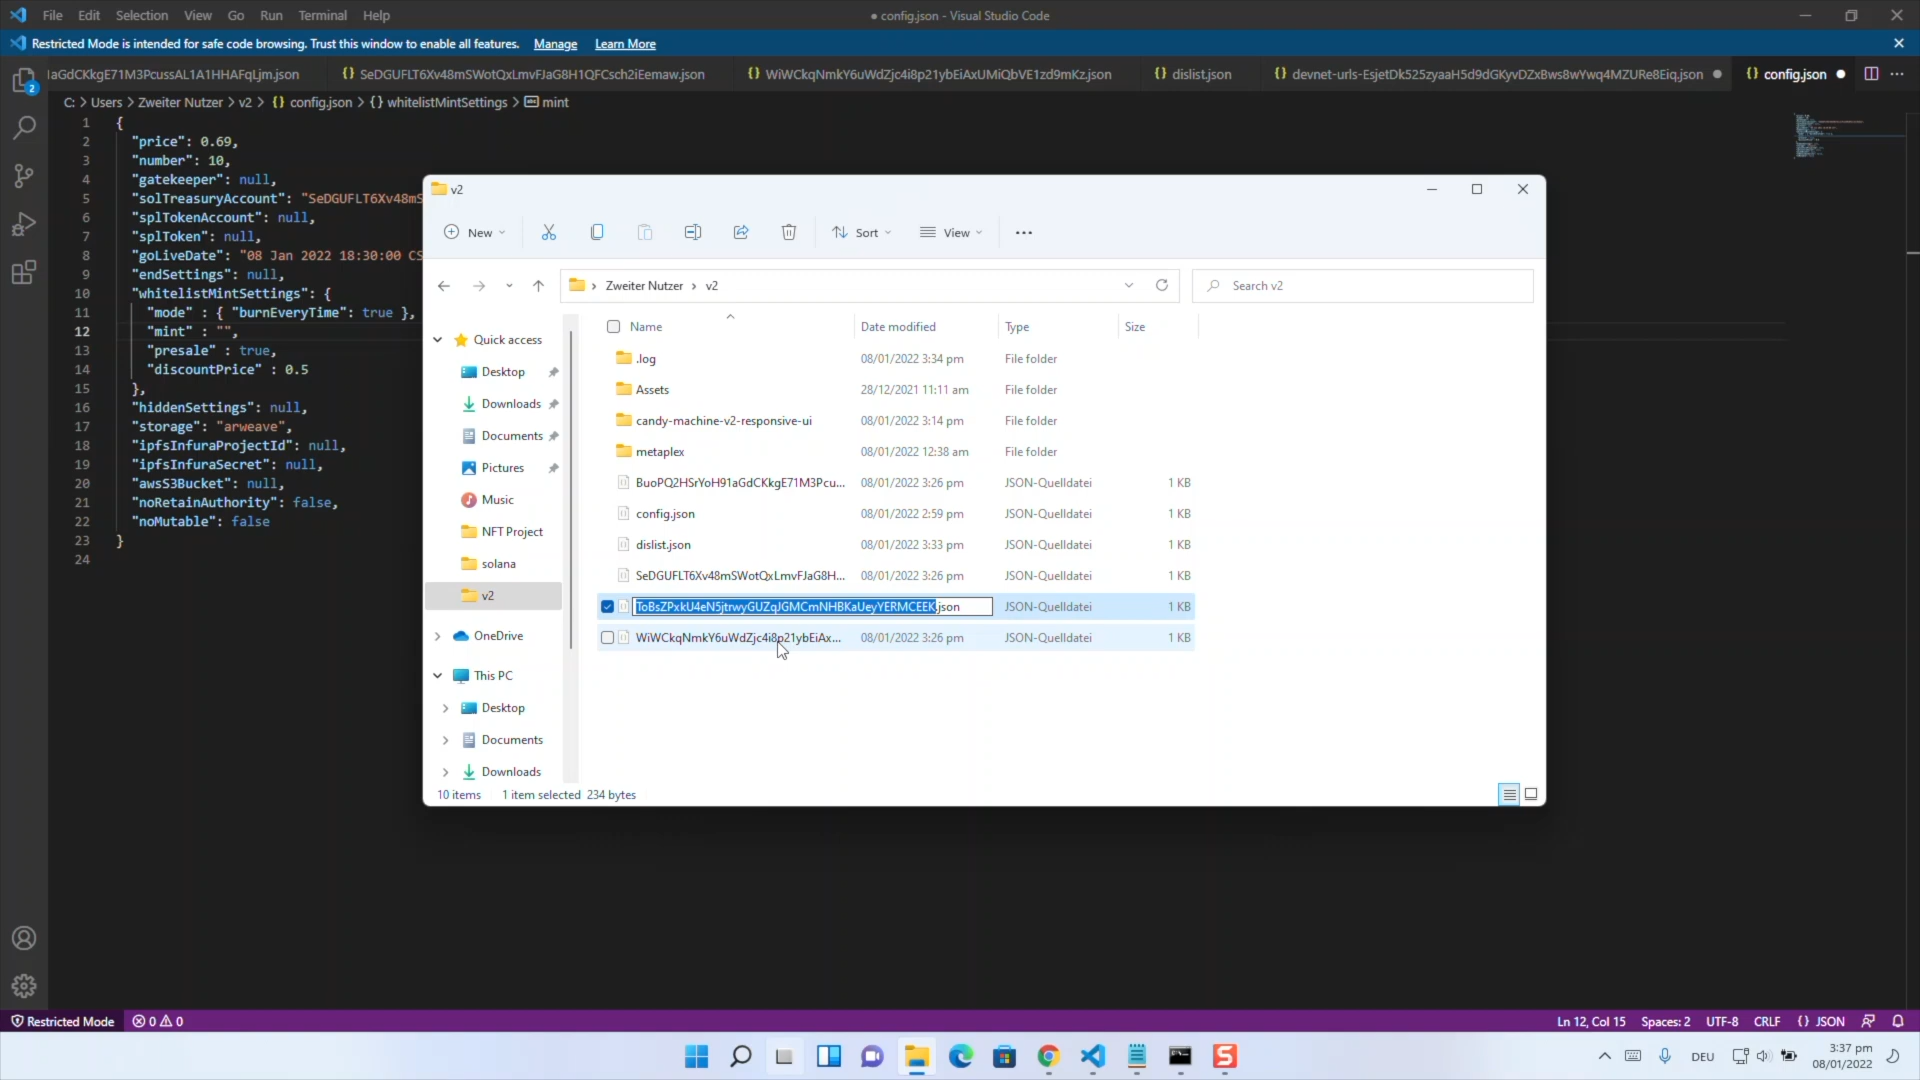 File Edit Selection View Go Run Terminal Help
● config.json - Visual Studio Code
Restricted Mode is intended for safe code browsing. Trust this window to enable all features. Manage Learn More
aGdCKkgE71M3PcussAL1A1HHAFqLjm.json {} SeDGUFLT6Xv48mSWotQxLmvFJaG8H1QFCsch2iEemaw.json {} WiWCkqNmkY6uWdZjc4i8p21ybEiAxUMiQbVE1zd9mKz.json {} dislist.json {} devnet-urls-EsjetDk525zyaaH5d9dGKyvDZxBws8wYwq4MZURe8Eiq.json ● {} config.json ●
2
C: > Users > Zweiter Nutzer > v2 > {} config.json > {} whitelistMintSettings > mint
1 {
2 "price": 0.69,
3 "number": 10,
4 "gatekeeper": null,
5 "solTreasuryAccount": "SeDGUFLT6Xv48mS
6 "splTokenAccount": null,
7 "splToken": null,
8 "goLiveDate": "08 Jan 2022 18:30:00 CS
9 "endSettings": null,
10 "whitelistMintSettings": {
11 "mode" : { "burnEveryTime": true },
12 "mint" : "",
13 "presale" : true,
14 "discountPrice" : 0.5
15 },
16 "hiddenSettings": null,
17 "storage": "arweave",
18 "ipfsInfuraProjectId": null,
19 "ipfsInfuraSecret": null,
20 "awsS3Bucket": null,
21 "noRetainAuthority": false,
22 "noMutable": false
23 }
24
v2
New Sort View
Zweiter Nutzer > v2 Search v2
Name Date modified Type Size
Quick access
Desktop
Downloads
Documents
Pictures
Music
NFT Project
solana
v2
OneDrive
This PC
Desktop
Documents
Downloads
.log 08/01/2022 3:34 pm File folder
Assets 28/12/2021 11:11 am File folder
candy-machine-v2-responsive-ui 08/01/2022 3:14 pm File folder
metaplex 08/01/2022 12:38 am File folder
BuoPQ2HSrYoH91aGdCKkgE71M3Pcu... 08/01/2022 3:26 pm JSON-Quelldatei 1 KB
config.json 08/01/2022 2:59 pm JSON-Quelldatei 1 KB
dislist.json 08/01/2022 3:33 pm JSON-Quelldatei 1 KB
SeDGUFLT6Xv48mSWotQxLmvFJaG8H... 08/01/2022 3:26 pm JSON-Quelldatei 1 KB
ToBsZPxkU4eN5jtrwyGUZqJGMCmNHBKaUeyYERMCEEK.json JSON-Quelldatei 1 KB
WiWCkqNmkY6uWdZjc4i8p21ybEiAx... 08/01/2022 3:26 pm JSON-Quelldatei 1 KB
10 items 1 item selected 234 bytes
Restricted Mode 0 0 Ln 12, Col 15 Spaces: 2 UTF-8 CRLF {} JSON
DEU 3:37 pm
08/01/2022